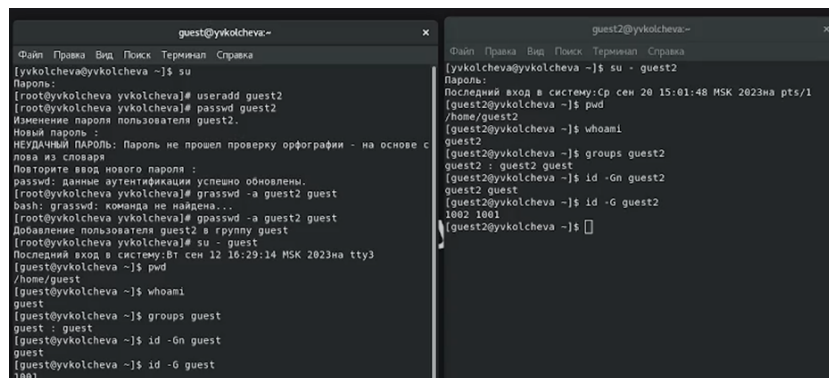 guest@yvkolcheva:~
Файл Правка Вид Поиск Терминал Справка
[yvkolcheva@yvkolcheva ~]$ su
Пароль:
[root@yvkolcheva yvkolcheva]# useradd guest2
[root@yvkolcheva yvkolcheva]# passwd guest2
Изменение пароля пользователя guest2.
Новый пароль :
НЕУДАЧНЫЙ ПАРОЛЬ: Пароль не прошел проверку орфографии - на основе с
лова из словаря
Повторите ввод нового пароля :
passwd: данные аутентификации успешно обновлены.
[root@yvkolcheva yvkolcheva]# grasswd -a guest2 guest
bash: grasswd: команда не найдена...
[root@yvkolcheva yvkolcheva]# gpasswd -a guest2 guest
Добавление пользователя guest2 в группу guest
[root@yvkolcheva yvkolcheva]# su - guest
Последний вход в систему:Вт сен 12 16:29:14 MSK 2023на tty3
[guest@yvkolcheva ~]$ pwd
/home/guest
[guest@yvkolcheva ~]$ whoami
guest
[guest@yvkolcheva ~]$ groups guest
guest : guest
[guest@yvkolcheva ~]$ id -Gn guest
guest
[guest@yvkolcheva ~]$ id -G guest
1001
guest2@yvkolcheva:~
Файл Правка Вид Поиск Терминал Справка
[yvkolcheva@yvkolcheva ~]$ su - guest2
Пароль:
Последний вход в систему:Ср сен 20 15:01:48 MSK 2023на pts/1
[guest2@yvkolcheva ~]$ pwd
/home/guest2
[guest2@yvkolcheva ~]$ whoami
guest2
[guest2@yvkolcheva ~]$ groups guest2
guest2 : guest2 guest
[guest2@yvkolcheva ~]$ id -Gn guest2
guest2 guest
[guest2@yvkolcheva ~]$ id -G guest2
1002 1001
[guest2@yvkolcheva ~]$